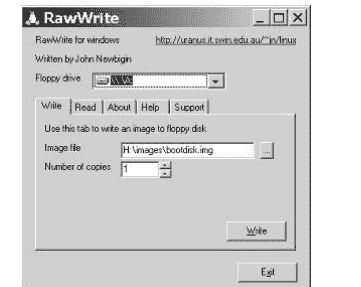 RawWrite
RawWrite for windows http://uranus.it.swin.edu.au/~jn/linux
Written by John Newbigin
Floppy drive
Write Read About Help Support
Use this tab to write an image to floppy disk
Image file H:\images\bootdisk.img ...
Number of copies 1
Write
Exit